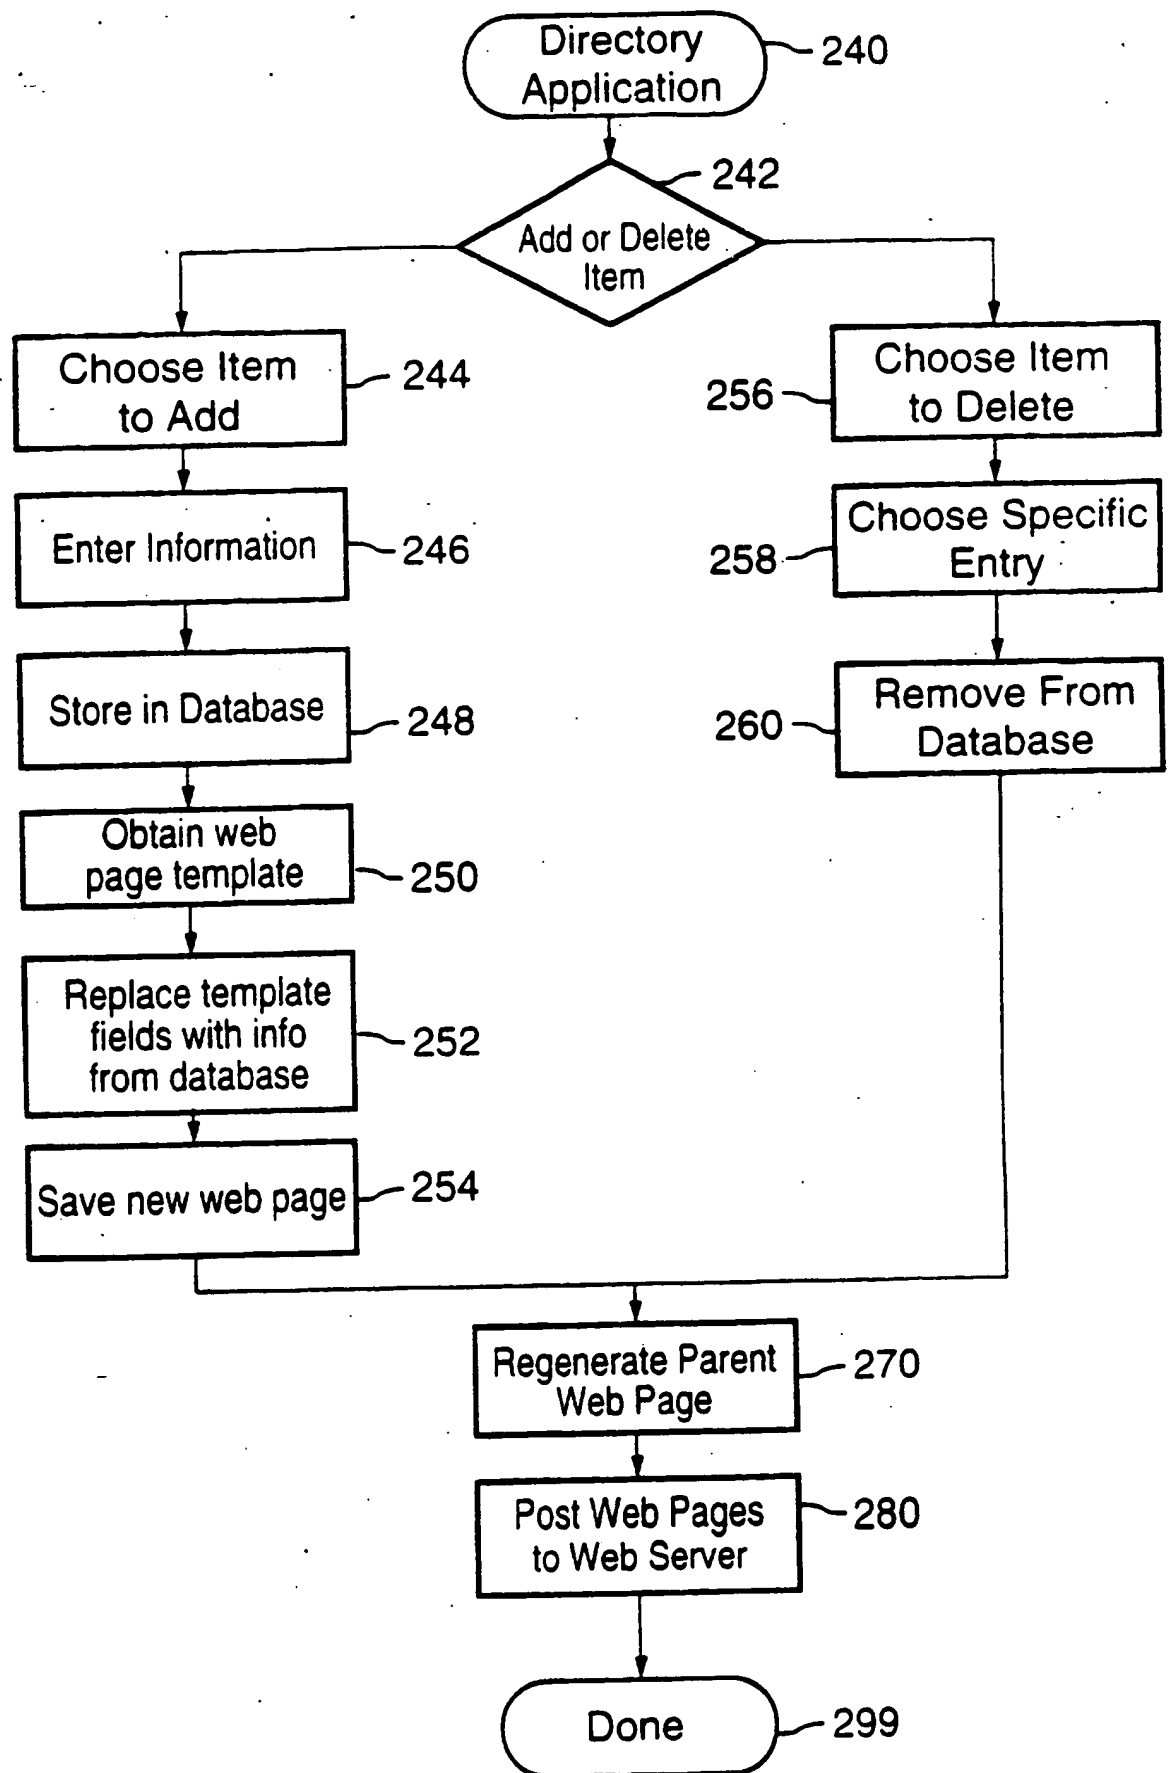 Directory
Application
240
242
Add or Delete
Item
Choose Item
to Add
244
Enter Information
246
Store in Database
248
Obtain web
page template
250
Replace template
fields with info
from database
252
Save new web page
254
Choose Item
to Delete
256
Choose Specific
Entry
258
Remove From
Database
260
Regenerate Parent
Web Page
270
Post Web Pages
to Web Server
280
Done
299